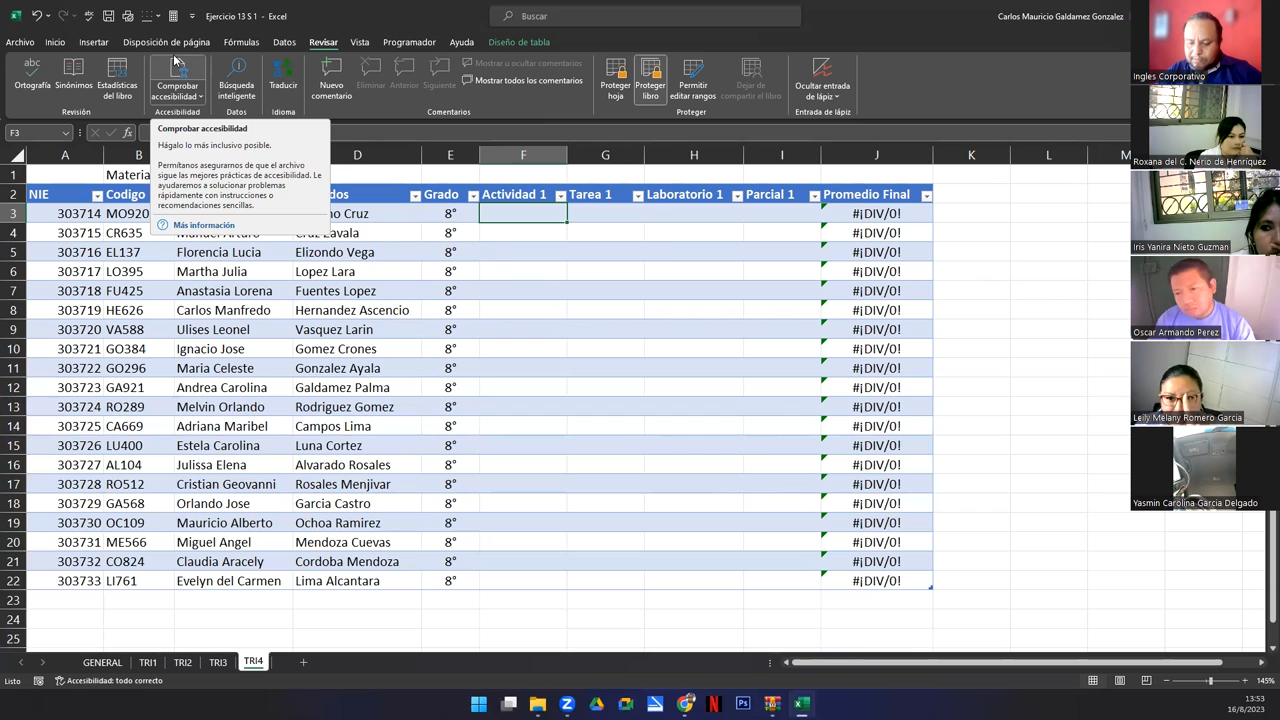 Ejercicio 13 S 1 - Excel
Buscar
Carlos Mauricio Galdamez Gonzalez
Archivo Inicio Insertar Disposición de página Fórmulas Datos Revisar Vista Programador Ayuda Diseño de tabla
Ortografía Sinónimos Estadísticas del libro
Revisión
Comprobar accesibilidad
Accesibilidad
Búsqueda inteligente
Datos
Traducir
Idioma
Nuevo comentario Eliminar Anterior Siguiente
Mostrar u ocultar comentario
Mostrar todos los comentarios
Comentarios
Proteger hoja Proteger libro Permitir editar rangos Dejar de compartir el libro
Proteger
Ocultar entrada de lápiz
Entrada de lápiz
F3
fx
Comprobar accesibilidad
Hágalo lo más inclusivo posible.
Permítanos asegurarnos de que el archivo
sigue las mejores prácticas de accesibilidad. Le
ayudaremos a solucionar problemas
rápidamente con instrucciones o
recomendaciones sencillas.
Más información
A B D E F G H I J K L M
1 Materia
2 NIE Codigo dos Grado Actividad 1 Tarea 1 Laboratorio 1 Parcial 1 Promedio Final
3 303714 MO920 no Cruz 8° #¡DIV/0!
4 303715 CR635 Manuel Arturo Cruz Zavala 8° #¡DIV/0!
5 303716 EL137 Florencia Lucia Elizondo Vega 8° #¡DIV/0!
6 303717 LO395 Martha Julia Lopez Lara 8° #¡DIV/0!
7 303718 FU425 Anastasia Lorena Fuentes Lopez 8° #¡DIV/0!
8 303719 HE626 Carlos Manfredo Hernandez Ascencio 8° #¡DIV/0!
9 303720 VA588 Ulises Leonel Vasquez Larin 8° #¡DIV/0!
10 303721 GO384 Ignacio Jose Gomez Crones 8° #¡DIV/0!
11 303722 GO296 Maria Celeste Gonzalez Ayala 8° #¡DIV/0!
12 303723 GA921 Andrea Carolina Galdamez Palma 8° #¡DIV/0!
13 303724 RO289 Melvin Orlando Rodriguez Gomez 8° #¡DIV/0!
14 303725 CA669 Adriana Maribel Campos Lima 8° #¡DIV/0!
15 303726 LU400 Estela Carolina Luna Cortez 8° #¡DIV/0!
16 303727 AL104 Julissa Elena Alvarado Rosales 8° #¡DIV/0!
17 303728 RO512 Cristian Geovanni Rosales Menjivar 8° #¡DIV/0!
18 303729 GA568 Orlando Jose Garcia Castro 8° #¡DIV/0!
19 303730 OC109 Mauricio Alberto Ochoa Ramirez 8° #¡DIV/0!
20 303731 ME566 Miguel Angel Mendoza Cuevas 8° #¡DIV/0!
21 303732 CO824 Claudia Aracely Cordoba Mendoza 8° #¡DIV/0!
22 303733 LI761 Evelyn del Carmen Lima Alcantara 8° #¡DIV/0!
23
24
25
GENERAL TRI1 TRI2 TRI3 TRI4
Listo Accesibilidad: todo correcto
145%
13:53
16/8/2023
Ingles Corporativo
Roxana del C. Nerio de Henríquez
Iris Yanira Nieto Guzman
Oscar Armando Perez
Leily Melany Romero Garcia
Yasmin Carolina Garcia Delgado